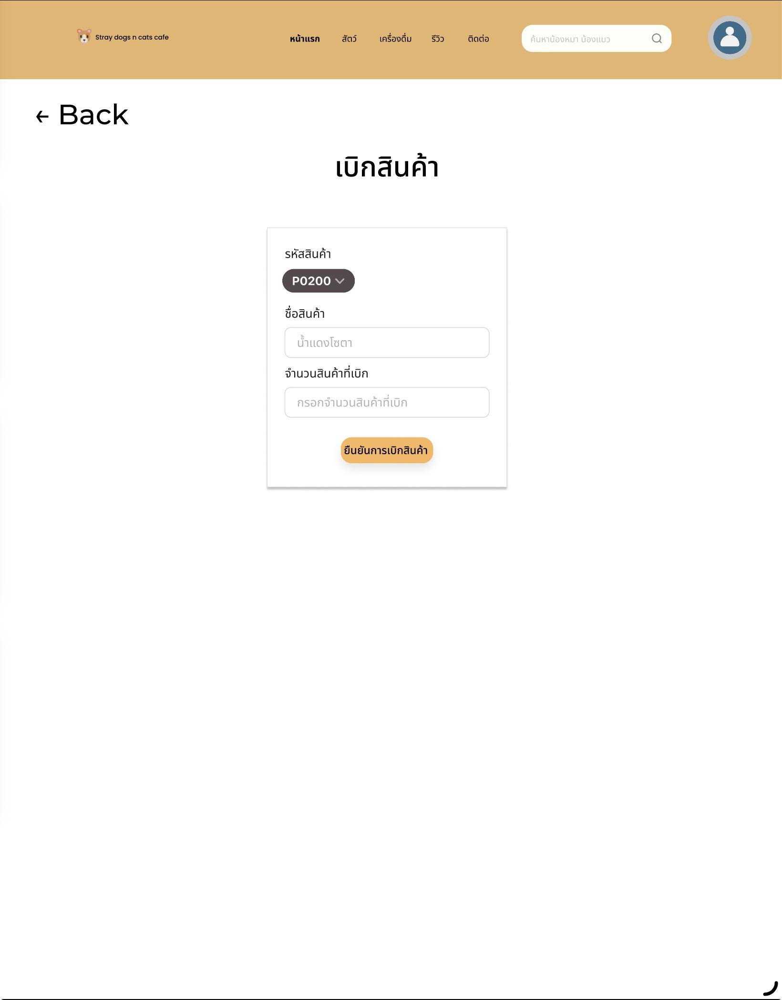 Stray dogs n cats cafe
หน้าแรก สัตว์ เครื่องดื่ม รีวิว ติดต่อ
ค้นหาน้องหมา น้องแมว
← Back
เบิกสินค้า
รหัสสินค้า
P0200
ชื่อสินค้า
น้ำแดงโซตา
จำนวนสินค้าที่เบิก
กรอกจำนวนสินค้าที่เบิก
ยืนยันการเบิกสินค้า